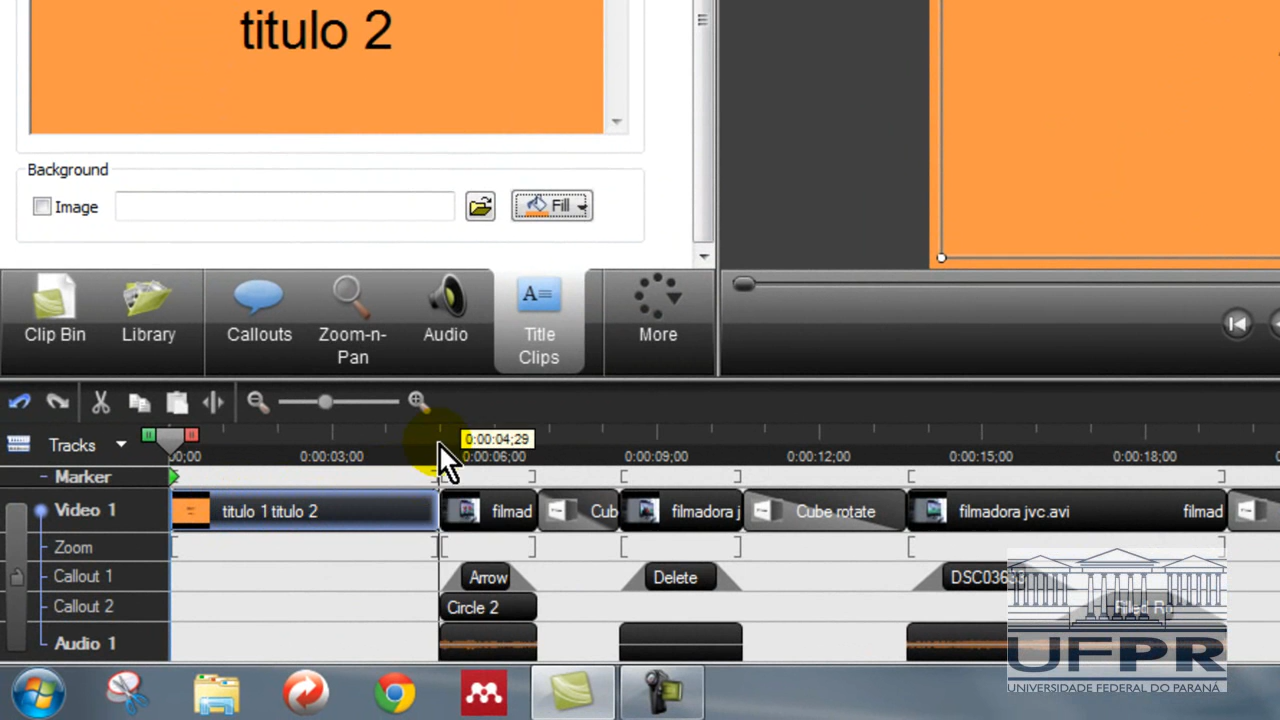 titulo 2
Background
Image
Fill
Clip Bin
Library
Callouts
Zoom-n-
Pan
Audio
A
Title
Clips
More
Tracks
0:00:04;29
00;00
0:00:03;00
0:00:06;00
0:00:09;00
0:00:12;00
0:00:15;00
0:00:18;00
Marker
Video 1
titulo 1 titulo 2
filmad
Cub
filmadora j
Cube rotate
filmadora jvc.avi
filmad
Zoom
Callout 1
Arrow
Delete
Callout 2
Circle 2
Audio 1
UFPR
UNIVERSIDADE FEDERAL DO PARANÁ